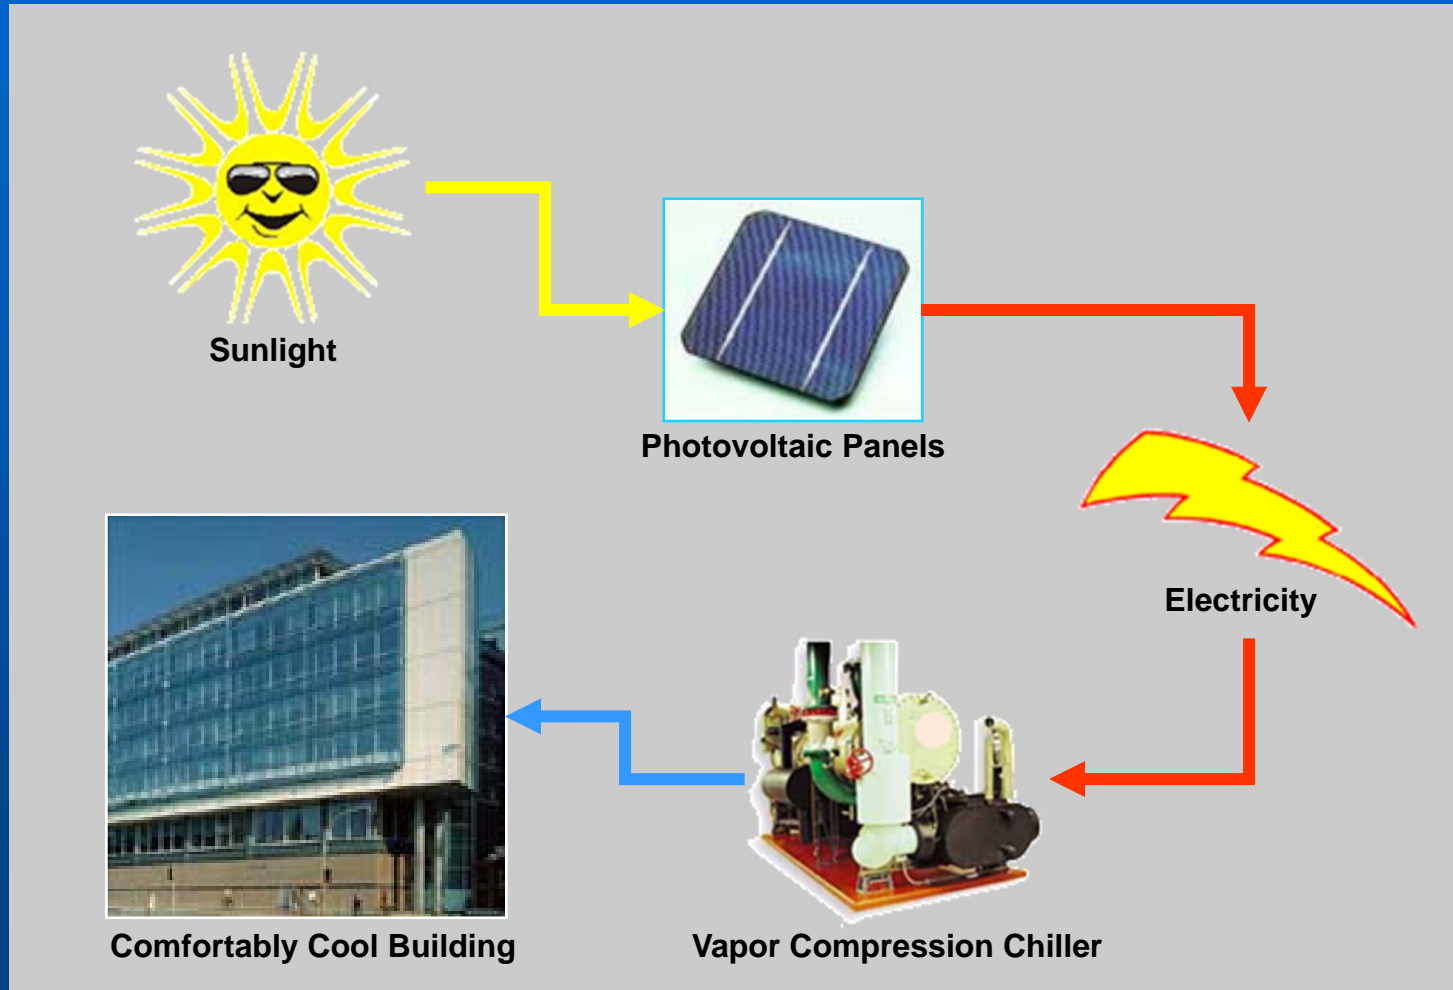 Sunlight
Photovoltaic Panels
Electricity
Comfortably Cool Building
Vapor Compression Chiller